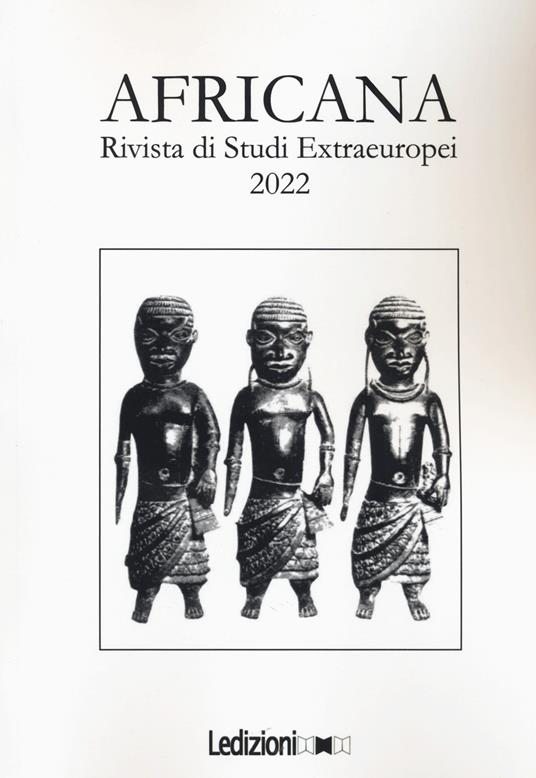 AFRICANA
Rivista di Studi Extraeuropei
2022
Ledizioni